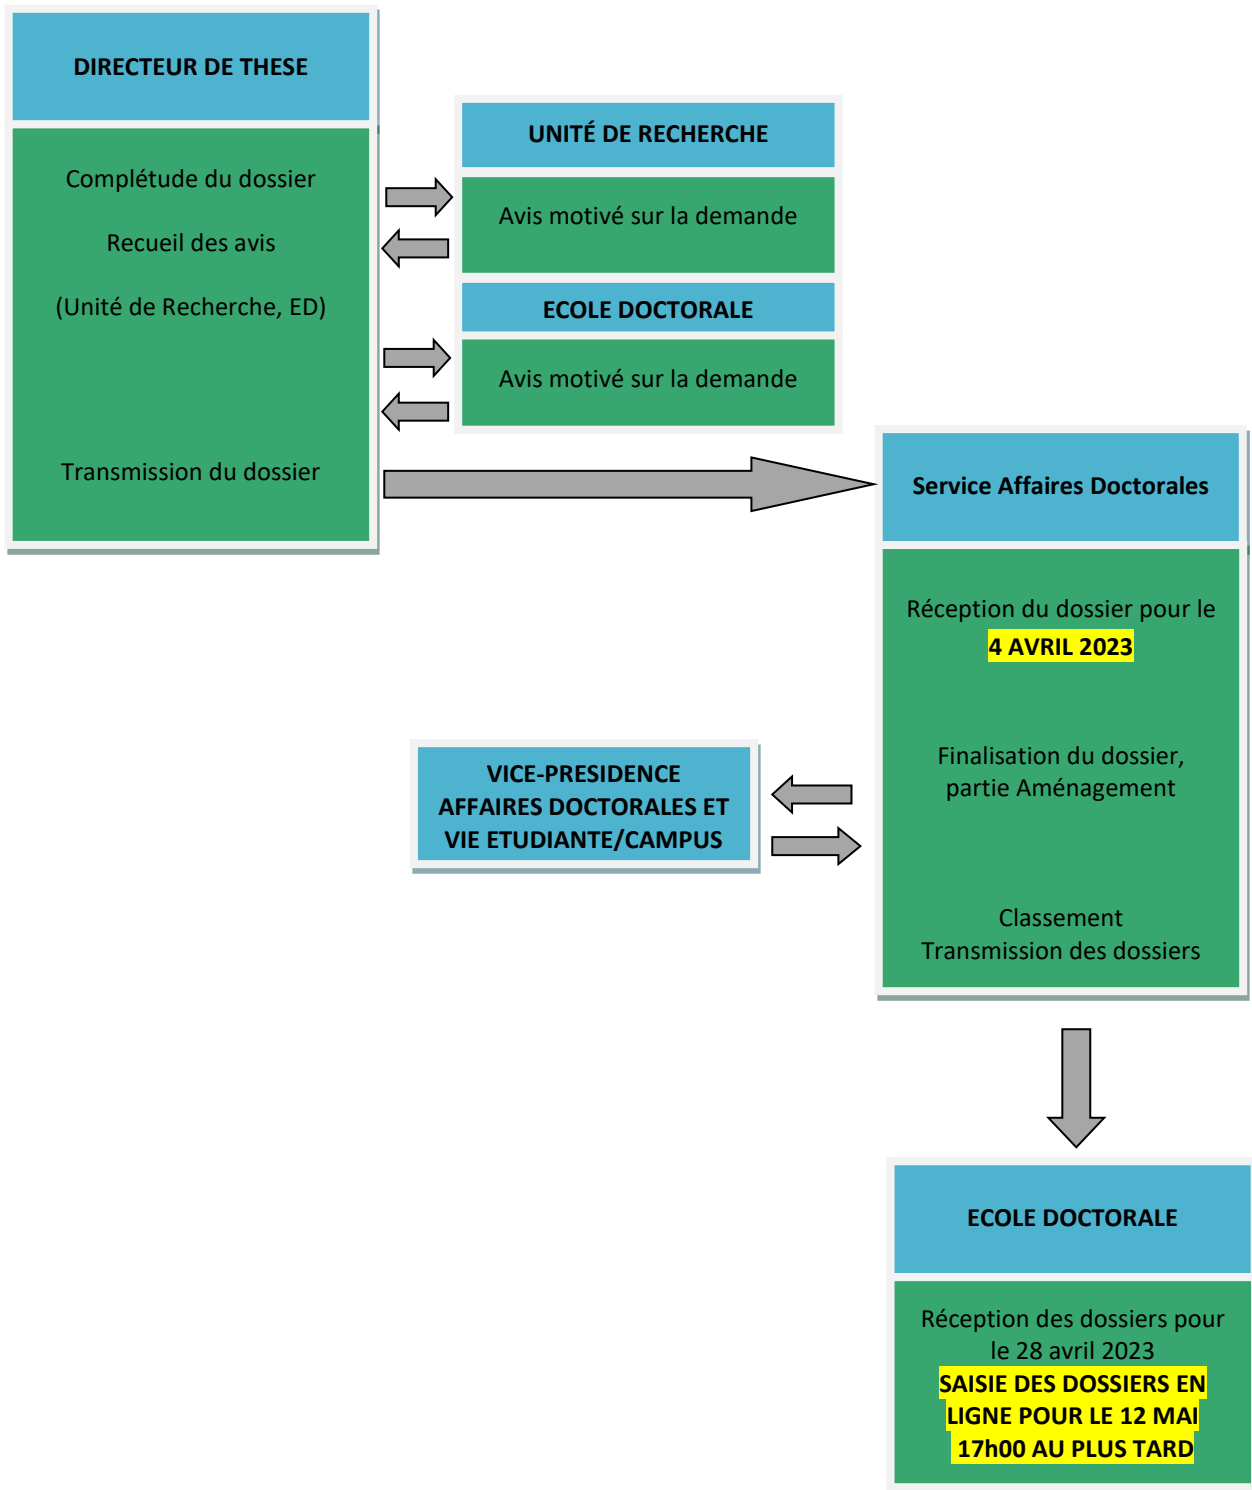 DIRECTEUR DE THESE
Complétude du dossier
Recueil des avis
(Unité de Recherche, ED)
Transmission du dossier
UNITÉ DE RECHERCHE
Avis motivé sur la demande
ECOLE DOCTORALE
Avis motivé sur la demande
Service Affaires Doctorales
Réception du dossier pour le
4 AVRIL 2023
Finalisation du dossier,
partie Aménagement
Classement
Transmission des dossiers
VICE-PRESIDENCE
AFFAIRES DOCTORALES ET
VIE ETUDIANTE/CAMPUS
ECOLE DOCTORALE
Réception des dossiers pour
le 28 avril 2023
SAISIE DES DOSSIERS EN
LIGNE POUR LE 12 MAI
17h00 AU PLUS TARD